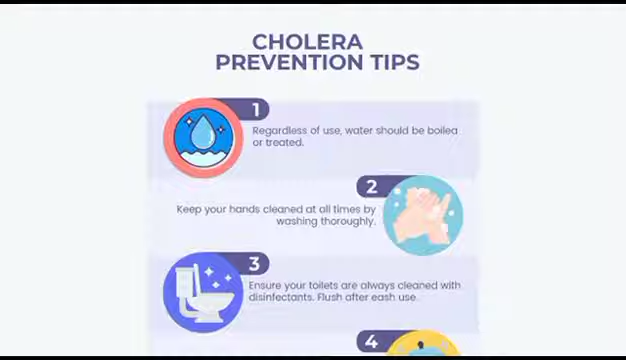 CHOLERA
PREVENTION TIPS
1
Regardless of use, water should be boilea
or treated.
2
Keep your hands cleaned at all times by
washing thoroughly.
3
Ensure your toilets are always cleaned with
disinfectants. Flush after eash use.
4